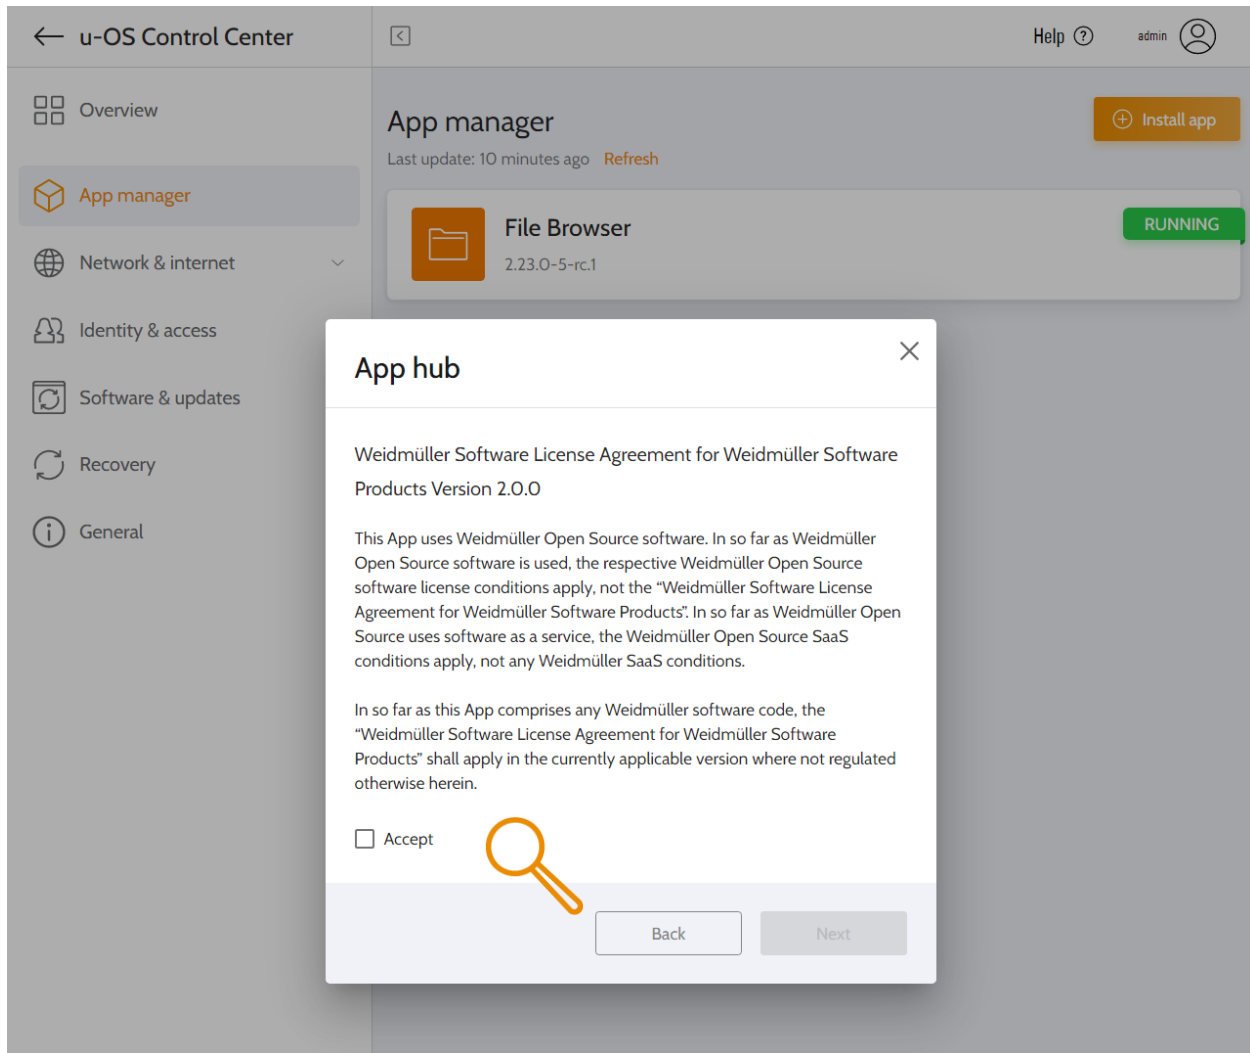 u-OS Control Center
Help
admin
Overview
App manager
Network & internet
Identity & access
Software & updates
Recovery
General
App manager
Install app
Last update: 10 minutes ago Refresh
File Browser
RUNNING
2.23.0-5-rc.1
App hub
Weidmüller Software License Agreement for Weidmüller Software
Products Version 2.0.0
This App uses Weidmüller Open Source software. In so far as Weidmüller
Open Source software is used, the respective Weidmüller Open Source
software license conditions apply, not the “Weidmüller Software License
Agreement for Weidmüller Software Products”. In so far as Weidmüller Open
Source uses software as a service, the Weidmüller Open Source SaaS
conditions apply, not any Weidmüller SaaS conditions.
In so far as this App comprises any Weidmüller software code, the
“Weidmüller Software License Agreement for Weidmüller Software
Products” shall apply in the currently applicable version where not regulated
otherwise herein.
Accept
Back
Next